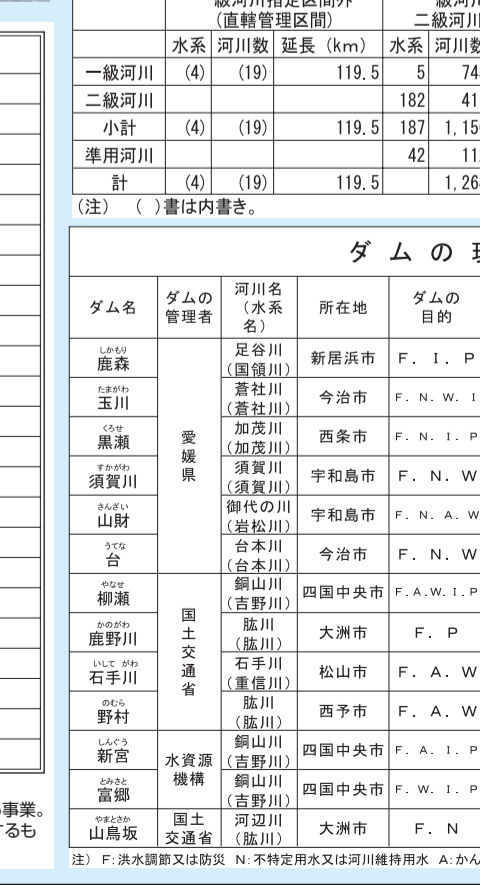 級河川指定区間外
(直轄管理区間)
水系 河川数 延長(km) 水系 河川数
一級河川 (4) (19) 119.5 5
二級河川 182
小計 (4) (19) 119.5 187
準用河川 42
計 (4) (19) 119.5
(注) ( )書は内書き。
ダムの
ダム名 ダムの管理者 河川名(水系名) 所在地 ダムの目的
しかもり
鹿森 愛媛県 足谷川(国領川) 新居浜市 F. I. P
たまがわ
玉川 蒼社川(蒼社川) 今治市 F. N. W. I
くろせ
黒瀬 加茂川(加茂川) 西条市 F. N. I. P
すかがわ
須賀川 須賀川(須賀川) 宇和島市 F. N. W
さんざい
山財 御代の川(岩松川) 宇和島市 F. N. A. W
うてな
台 台本川(台本川) 今治市 F. N. W
やなせ
柳瀬 国土交通省 銅山川(吉野川) 四国中央市 F.A.W.I.P
かのがわ
鹿野川 肱川(肱川) 大洲市 F. P
いしてがわ
石手川 石手川(重信川) 松山市 F. A. W
のむら
野村 肱川(肱川) 西予市 F. A. W
しんぐう
新宮 水資源機構 銅山川(吉野川) 四国中央市 F. A. I. P
とみさと
富郷 銅山川(吉野川) 四国中央市 F. W. I. P
やまとさか
山鳥坂 国土交通省 河辺川(肱川) 大洲市 F. N
注) F:洪水調節又は防災 N:不特定用水又は河川維持用水 A:かん
事業。
るも